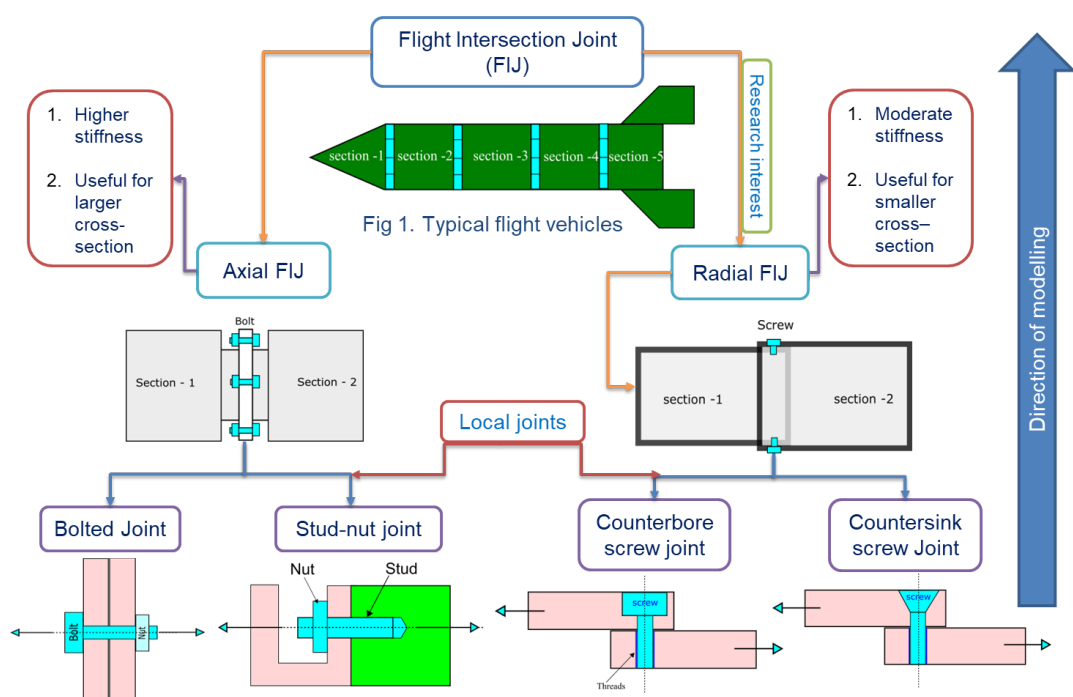 Flight Intersection Joint
(FIJ)
Research interest
1. Higher
stiffness
2. Useful for
larger
cross-
section
section -1
section -2
section -3
section -4
section -5
Fig 1. Typical flight vehicles
1. Moderate
stiffness
2. Useful for
smaller
cross–
section
Direction of modelling
Axial FIJ
Radial FIJ
Bolt
Section - 1
Section - 2
Screw
section -1
section -2
Local joints
Bolted Joint
Stud-nut joint
Counterbore
screw joint
Countersink
screw Joint
Bolt
Nut
Nut
Stud
screw
Threads
screw